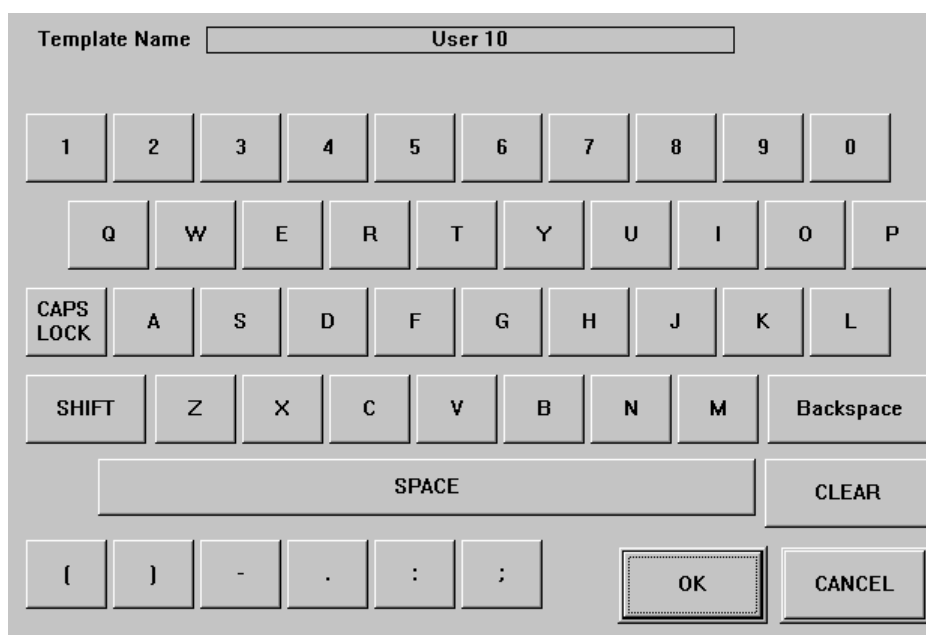 Template Name User 10
1 2 3 4 5 6 7 8 9 0
Q W E R T Y U I O P
CAPS
LOCK A S D F G H J K L
SHIFT Z X C V B N M Backspace
SPACE CLEAR
( ) - . : ; OK CANCEL